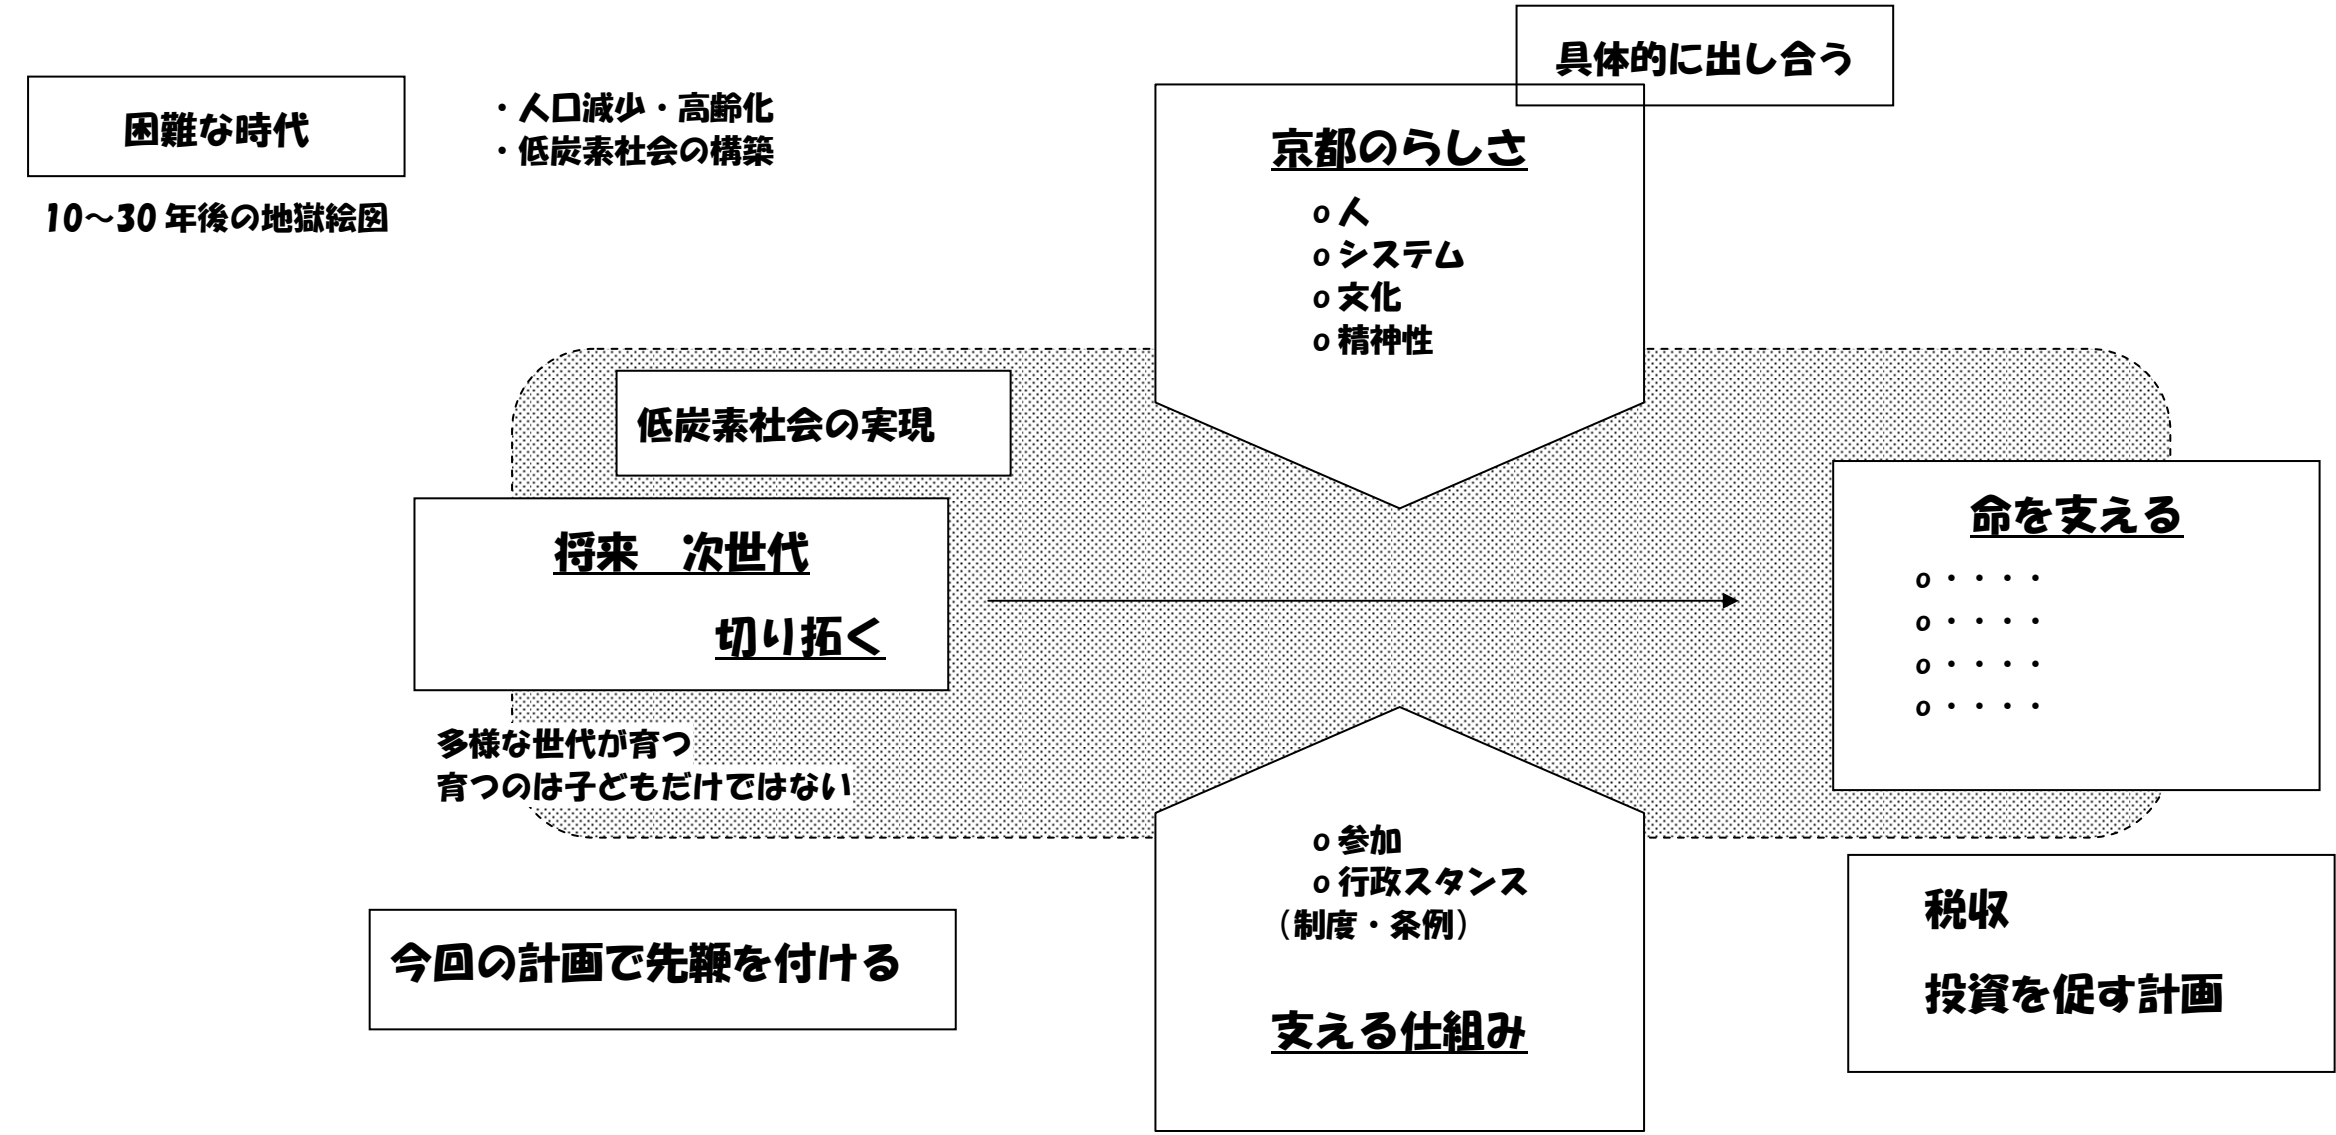 具体的に出し合う
困難な時代
・人口減少・高齢化
・低炭素社会の構築
10～30年後の地獄絵図
京都のらしさ
o 人
o システム
o 文化
o 精神性
低炭素社会の実現
将来　次世代
切り拓く
多様な世代が育つ
育つのは子どもだけではない
命を支える
o ・・・・
o ・・・・
o ・・・・
o ・・・・
o 参加
o 行政スタンス
（制度・条例）
支える仕組み
今回の計画で先鞭を付ける
税収
投資を促す計画